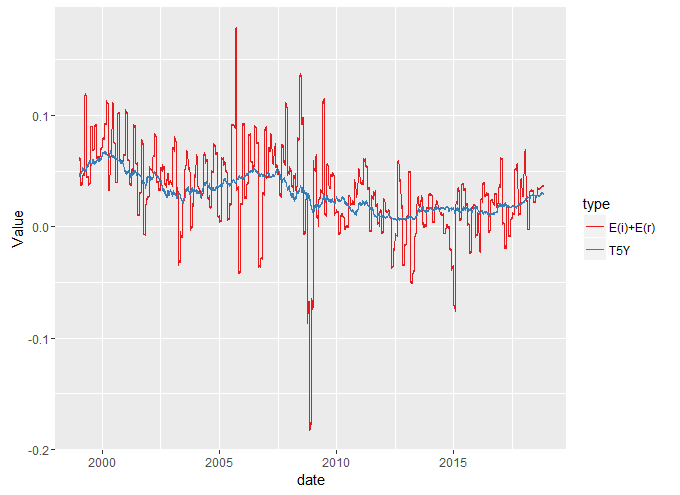 0.1
0.0
-0.1
-0.2
Value
2000 2005 2010 2015
date
type
E(i)+E(r)
T5Y